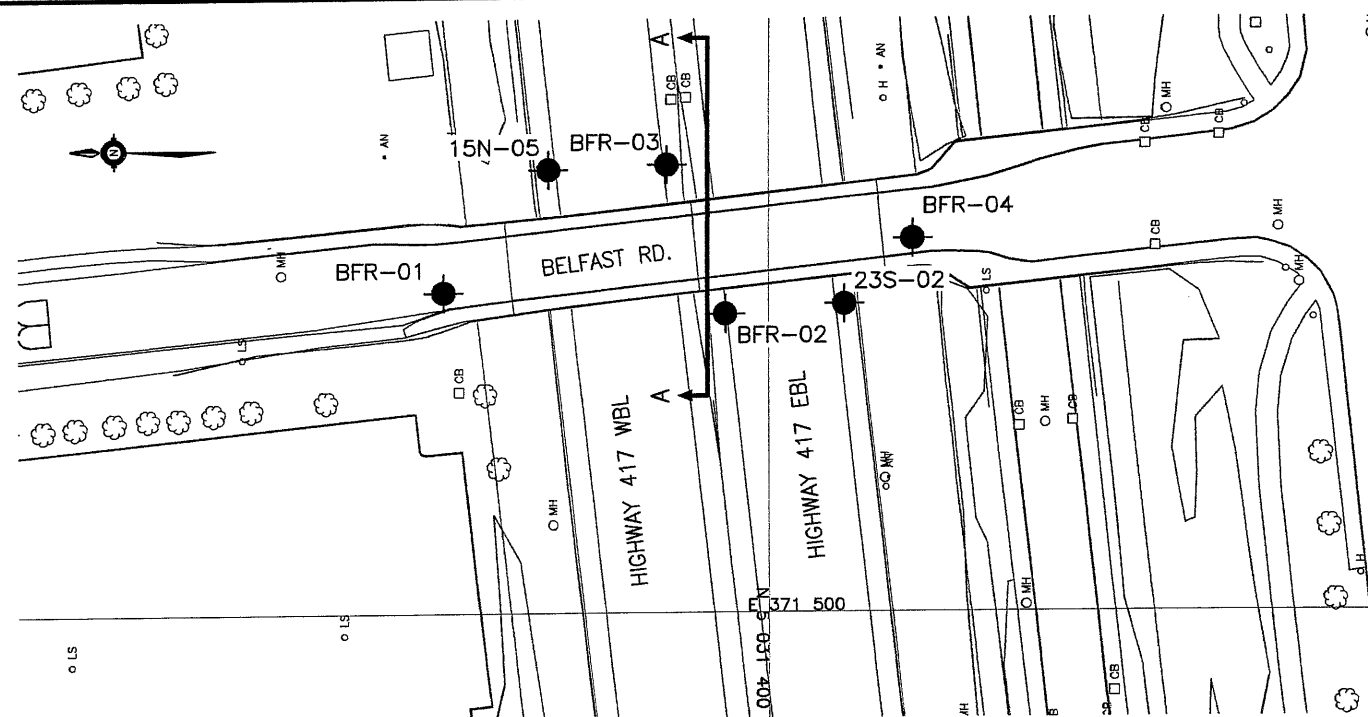 A
CB
CB
AN
H
MH
AN
15N-05
BFR-03
CB
CB
N
BFR-04
CB
MH
MH
BELFAST RD.
BFR-01
MH
23S-02
LS
BFR-02
LS
CB
A
HIGHWAY 417 WBL
HIGHWAY 417 EBL
CB
MH
CB
MH
MH
E 371 500
N 5 031 400
MH
H
LS
LS
CB
MH